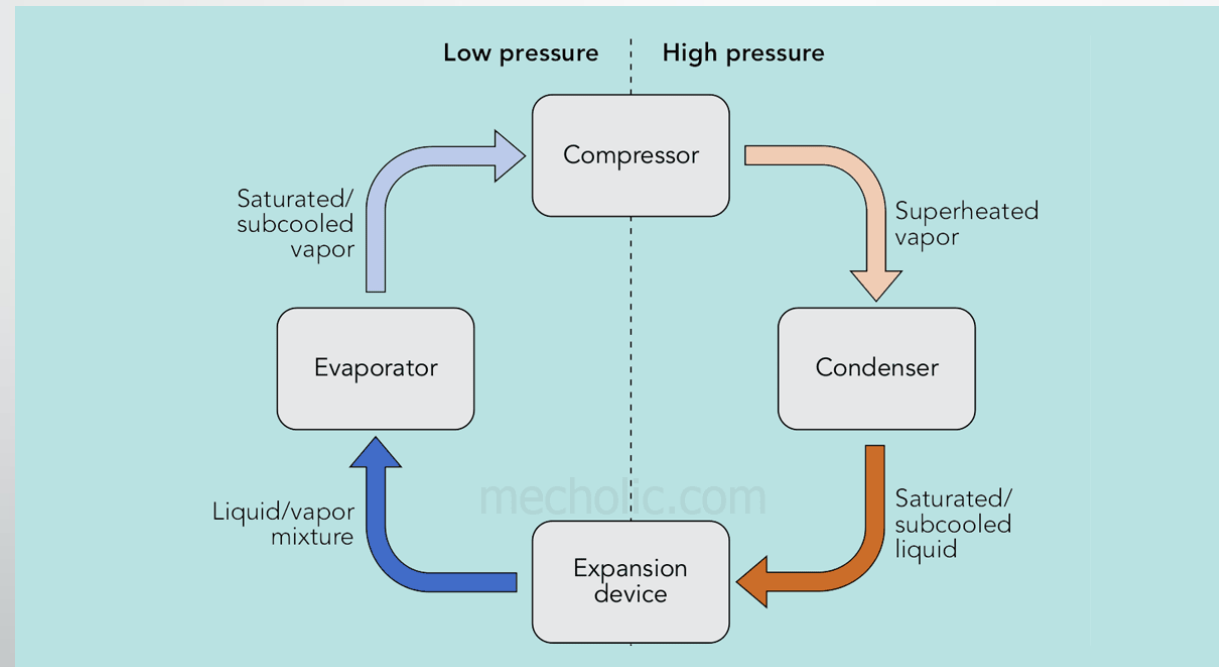 Low pressure
High pressure
Compressor
Saturated/
subcooled
vapor
Superheated
vapor
Evaporator
Condenser
mecholic.com
Liquid/vapor
mixture
Saturated/
subcooled
liquid
Expansion
device